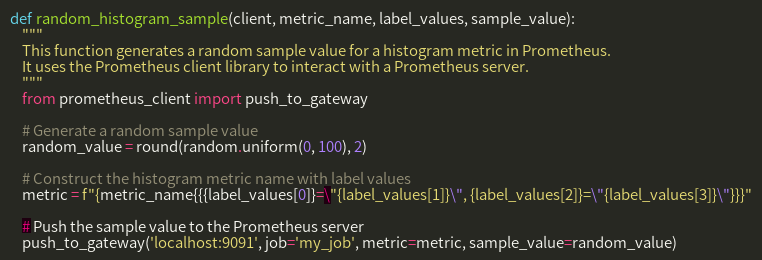 def random_histogram_sample(client, metric_name, label_values, sample_value):
    """
    This function generates a random sample value for a histogram metric in Prometheus.
    It uses the Prometheus client library to interact with a Prometheus server.
    """
    from prometheus_client import push_to_gateway

    # Generate a random sample value
    random_value = round(random.uniform(0, 100), 2)

    # Construct the histogram metric name with label values
    metric = f"{metric_name{{{label_values[0]}=\"{label_values[1]}\", {label_values[2]}=\"{label_values[3]}\"}}}"

    # Push the sample value to the Prometheus server
    push_to_gateway('localhost:9091', job='my_job', metric=metric, sample_value=random_value)